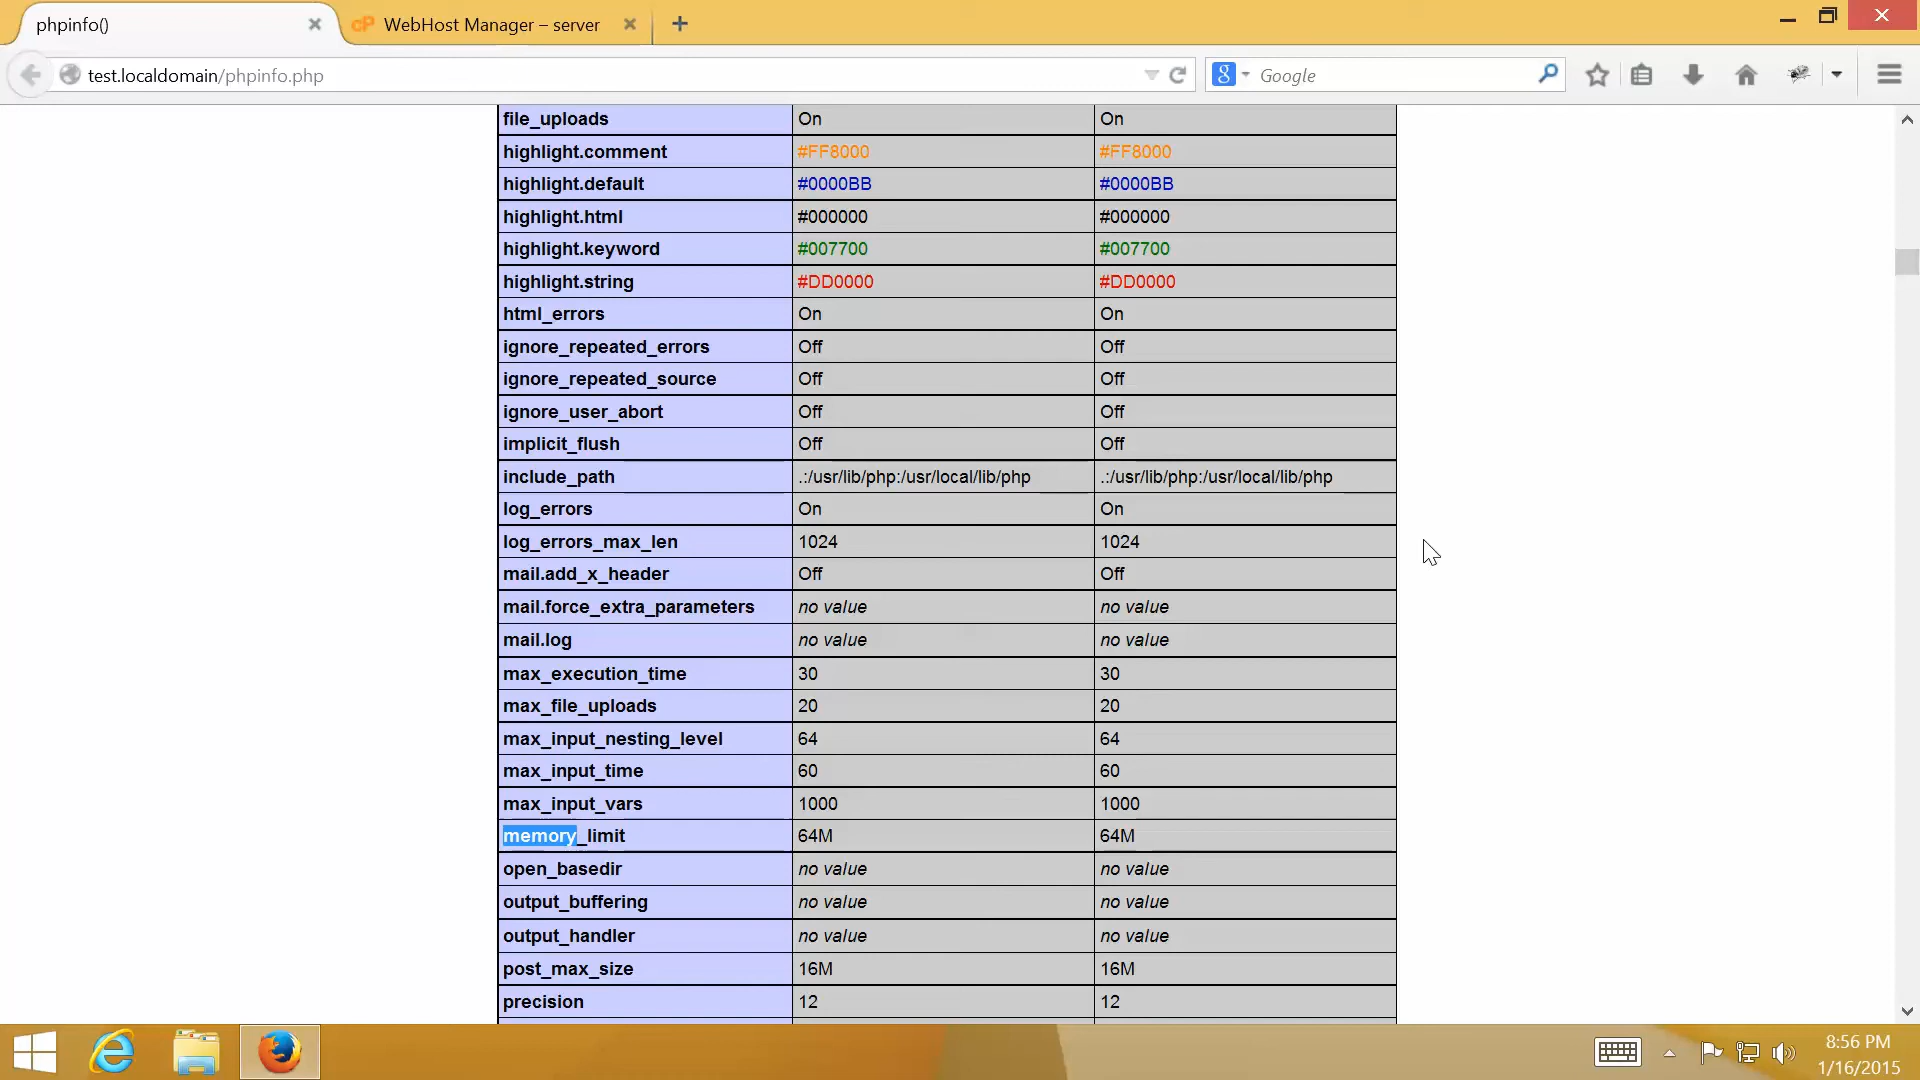 phpinfo()
cP WebHost Manager – server
test.localdomain/phpinfo.php
Google
file_uploads On On
highlight.comment #FF8000 #FF8000
highlight.default #0000BB #0000BB
highlight.html #000000 #000000
highlight.keyword #007700 #007700
highlight.string #DD0000 #DD0000
html_errors On On
ignore_repeated_errors Off Off
ignore_repeated_source Off Off
ignore_user_abort Off Off
implicit_flush Off Off
include_path .:/usr/lib/php:/usr/local/lib/php .:/usr/lib/php:/usr/local/lib/php
log_errors On On
log_errors_max_len 1024 1024
mail.add_x_header Off Off
mail.force_extra_parameters no value no value
mail.log no value no value
max_execution_time 30 30
max_file_uploads 20 20
max_input_nesting_level 64 64
max_input_time 60 60
max_input_vars 1000 1000
memory_limit 64M 64M
open_basedir no value no value
output_buffering no value no value
output_handler no value no value
post_max_size 16M 16M
precision 12 12
8:56 PM
1/16/2015